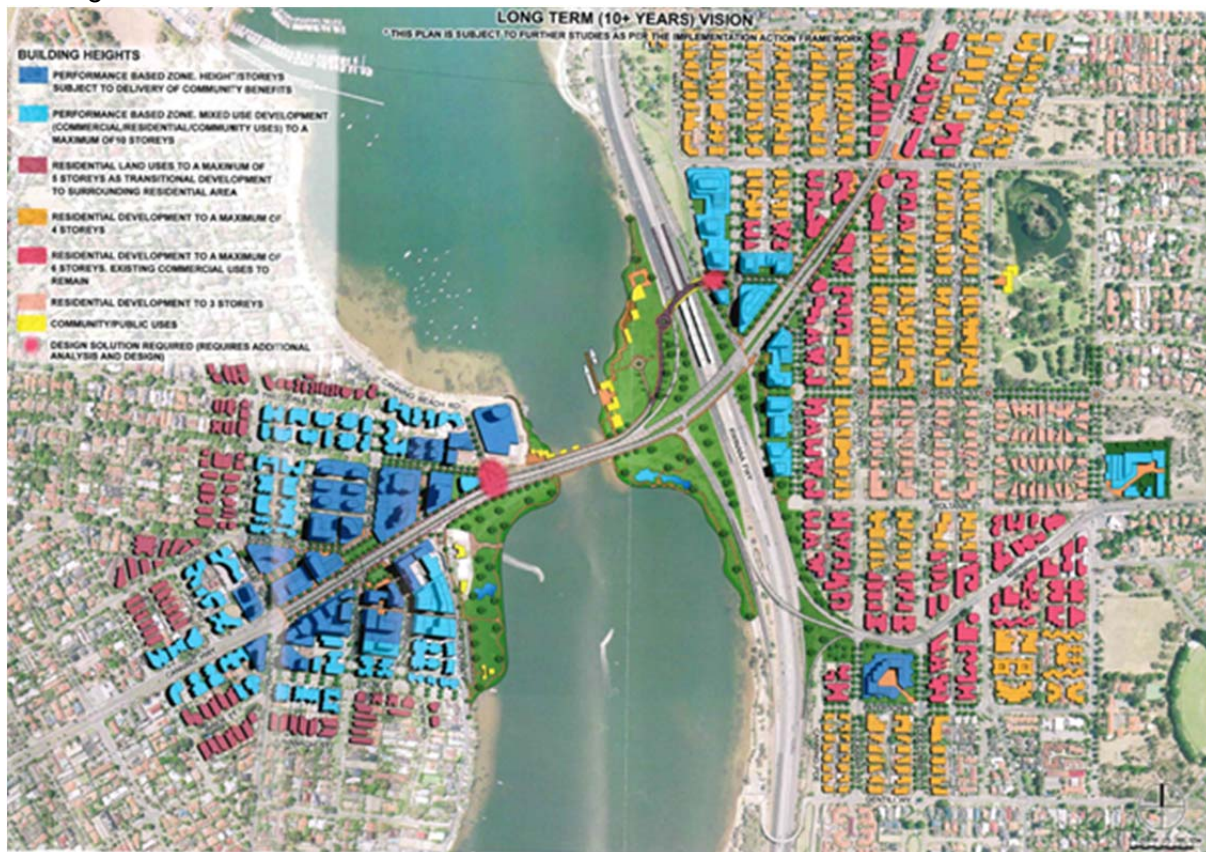 LONG TERM (10+ YEARS) VISION
* THIS PLAN IS SUBJECT TO FURTHER STUDIES AS PER THE IMPLEMENTATION ACTION FRAMEWORK
BUILDING HEIGHTS
PERFORMANCE BASED ZONE. HEIGHT/STOREYS
SUBJECT TO DELIVERY OF COMMUNITY BENEFITS
PERFORMANCE BASED ZONE. MIXED USE DEVELOPMENT
(COMMERCIAL/RESIDENTIAL/COMMUNITY USES) TO A
MAXIMUM OF 10 STOREYS
RESIDENTIAL LAND USES TO A MAXIMUM OF
5 STOREYS AS TRANSITIONAL DEVELOPMENT
TO SURROUNDING RESIDENTIAL AREA
RESIDENTIAL DEVELOPMENT TO A MAXIMUM OF
4 STOREYS
RESIDENTIAL DEVELOPMENT TO A MAXIMUM OF
6 STOREYS. EXISTING COMMERCIAL USES TO
REMAIN
RESIDENTIAL DEVELOPMENT TO 3 STOREYS
COMMUNITY/PUBLIC USES
DESIGN SOLUTION REQUIRED (REQUIRES ADDITIONAL
ANALYSIS AND DESIGN)
CANNING BEACH RD
KWINANA FWY